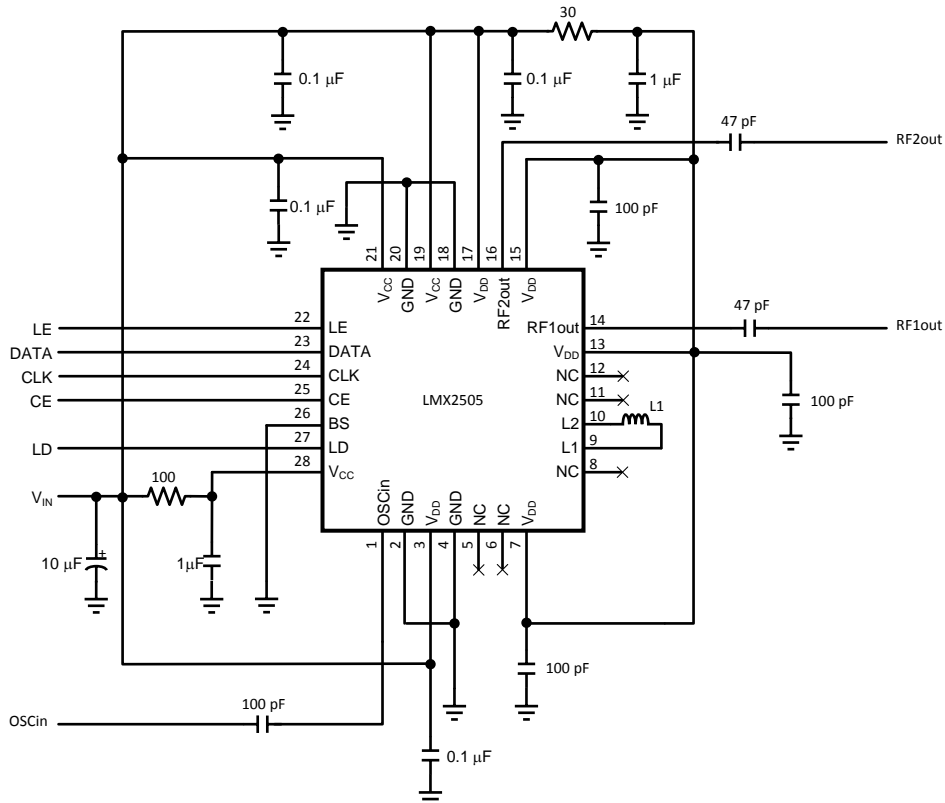 30
0.1 μF
0.1 μF
1 μF
47 pF
RF2out
0.1 μF
100 pF
21
20
19
18
17
16
15
VCC
GND
VCC
GND
VDD
RF2out
VDD
47 pF
LE
22
LE
RF1out
14
RF1out
DATA
23
DATA
VDD
13
CLK
24
CLK
NC
12
CE
25
CE
LMX2505
NC
11
100 pF
26
BS
L2
10
L1
LD
27
LD
L1
9
28
VCC
NC
8
VIN
100
OSCin
GND
VDD
GND
NC
NC
VDD
10 μF
+
1μF
1
2
3
4
5
6
7
100 pF
OSCin
100 pF
0.1 μF